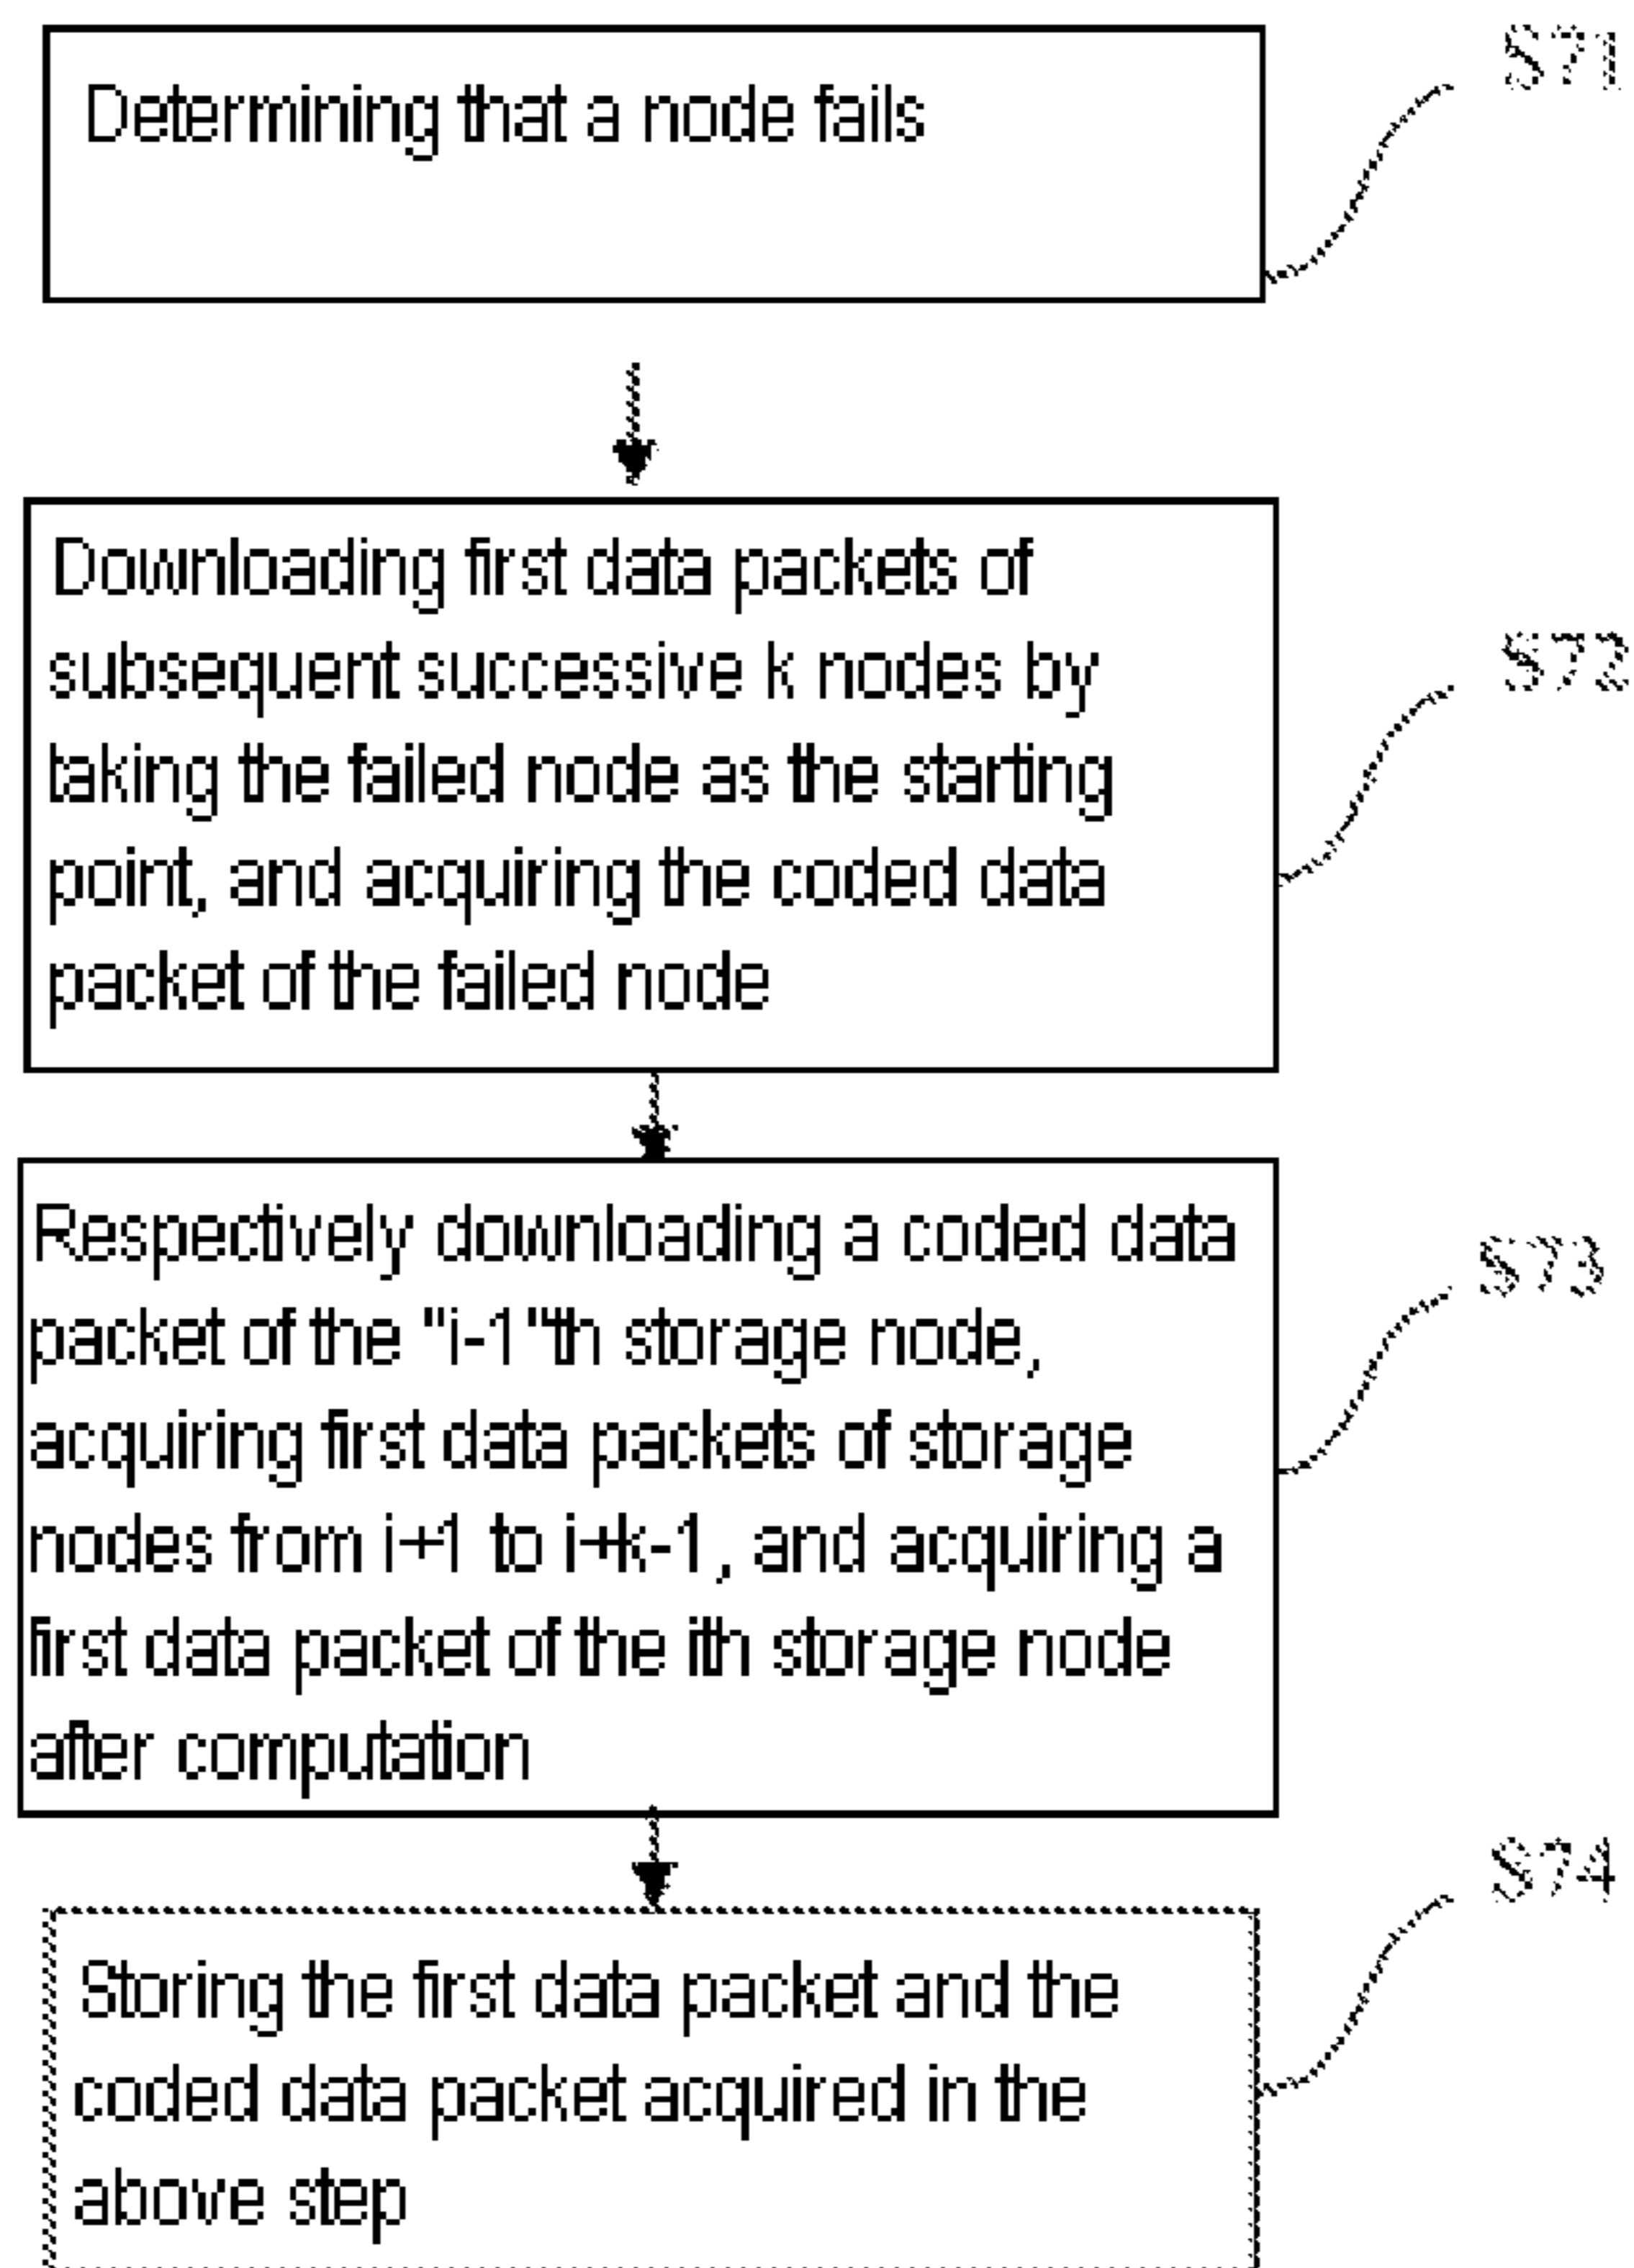 S71
Determining that a node fails
Downloading first data packets of
subsequent successive k nodes by
taking the failed node as the starting
point, and acquiring the coded data
packet of the failed node
S72
Respectively downloading a coded data
packet of the "i-1"th storage node,
acquiring first data packets of storage
nodes from i+1 to i+k-1, and acquiring a
first data packet of the ith storage node
after computation
S73
S74
Storing the first data packet and the
coded data packet acquired in the
above step